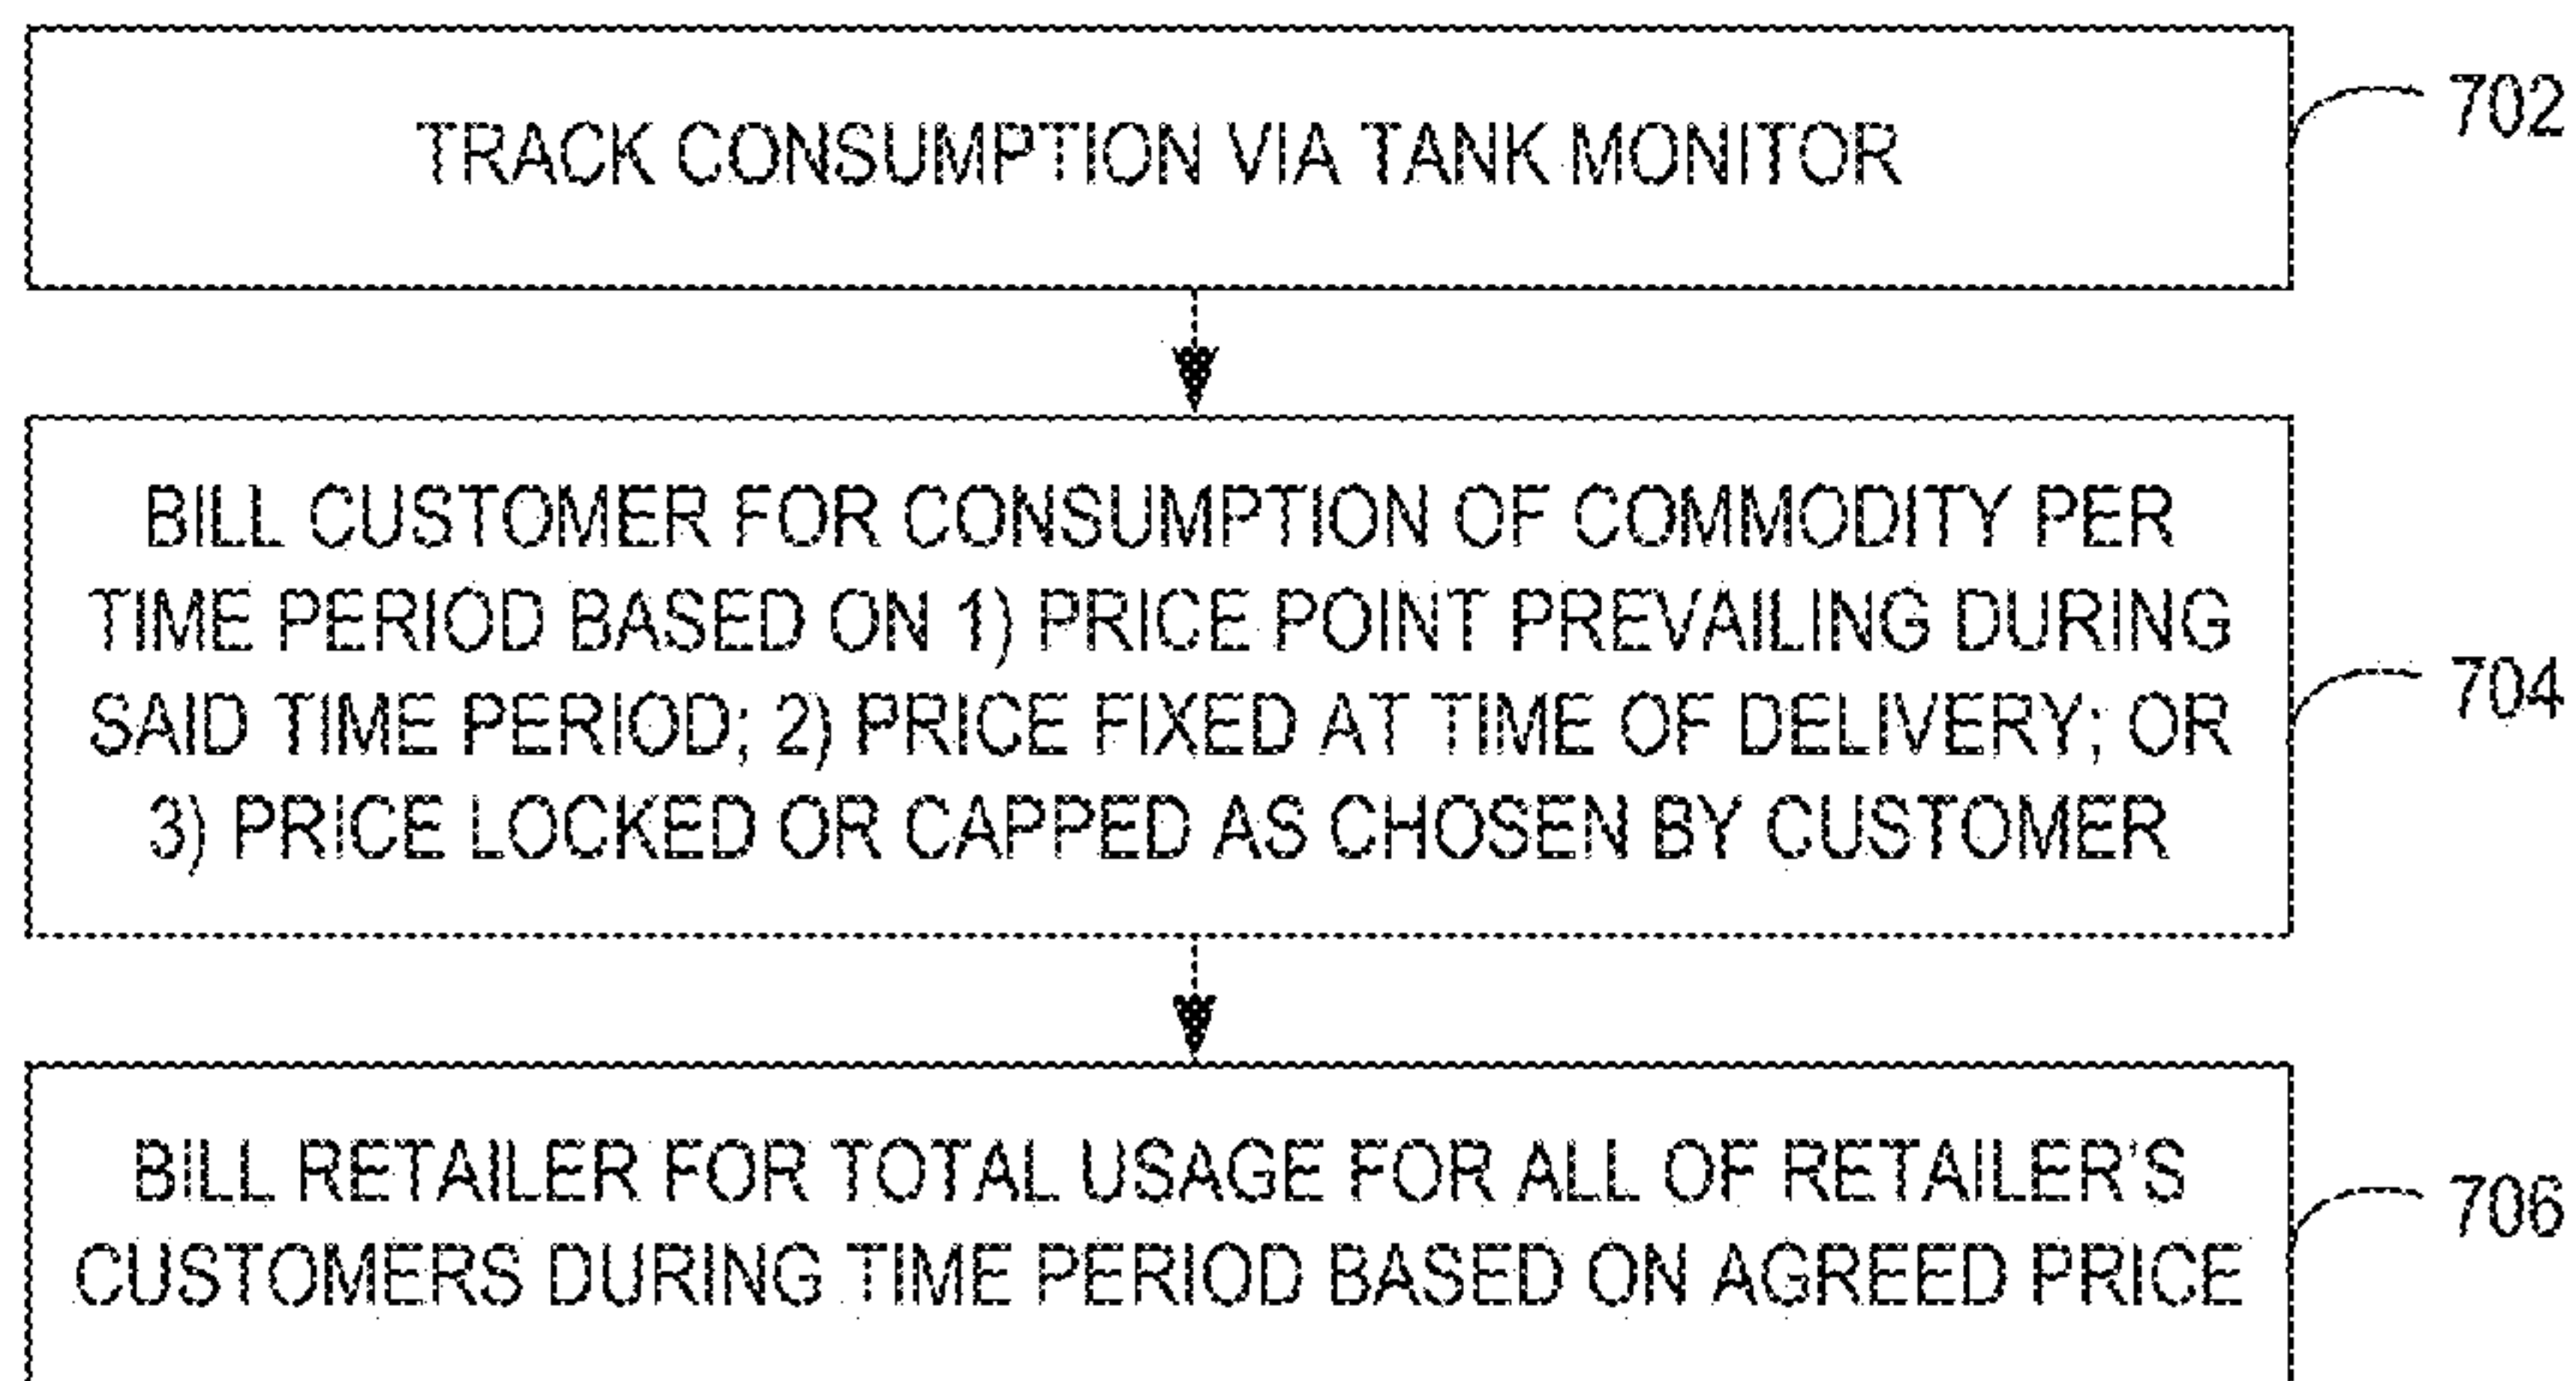 TRACK CONSUMPTION VIA TANK MONITOR
702
BILL CUSTOMER FOR CONSUMPTION OF COMMODITY PER
TIME PERIOD BASED ON 1) PRICE POINT PREVAILING DURING
SAID TIME PERIOD; 2) PRICE FIXED AT TIME OF DELIVERY; OR
3) PRICE LOCKED OR CAPPED AS CHOSEN BY CUSTOMER
704
BILL RETAILER FOR TOTAL USAGE FOR ALL OF RETAILER'S
CUSTOMERS DURING TIME PERIOD BASED ON AGREED PRICE
706